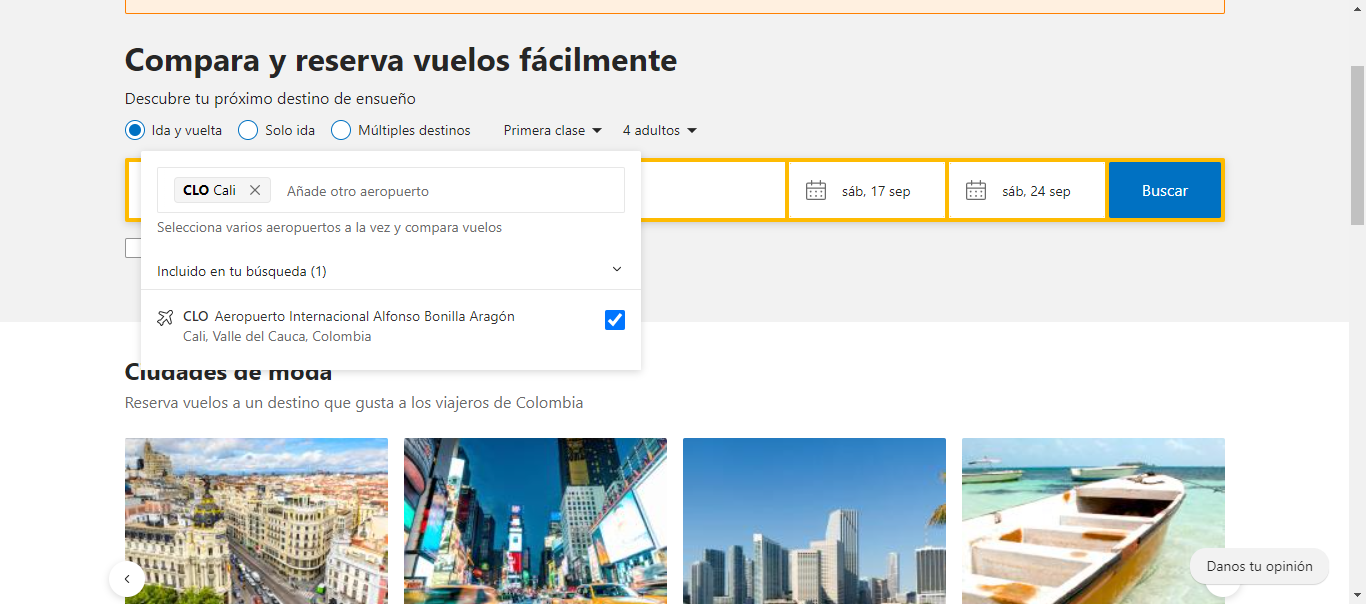 Compara y reserva vuelos fácilmente
Descubre tu próximo destino de ensueño
Ida y vuelta Solo ida Múltiples destinos Primera clase 4 adultos
CLO Cali Añade otro aeropuerto
sáb, 17 sep sáb, 24 sep Buscar
Selecciona varios aeropuertos a la vez y compara vuelos
Incluido en tu búsqueda (1)
CLO Aeropuerto Internacional Alfonso Bonilla Aragón
Cali, Valle del Cauca, Colombia
Ciudades de moda
Reserva vuelos a un destino que gusta a los viajeros de Colombia
Danos tu opinión